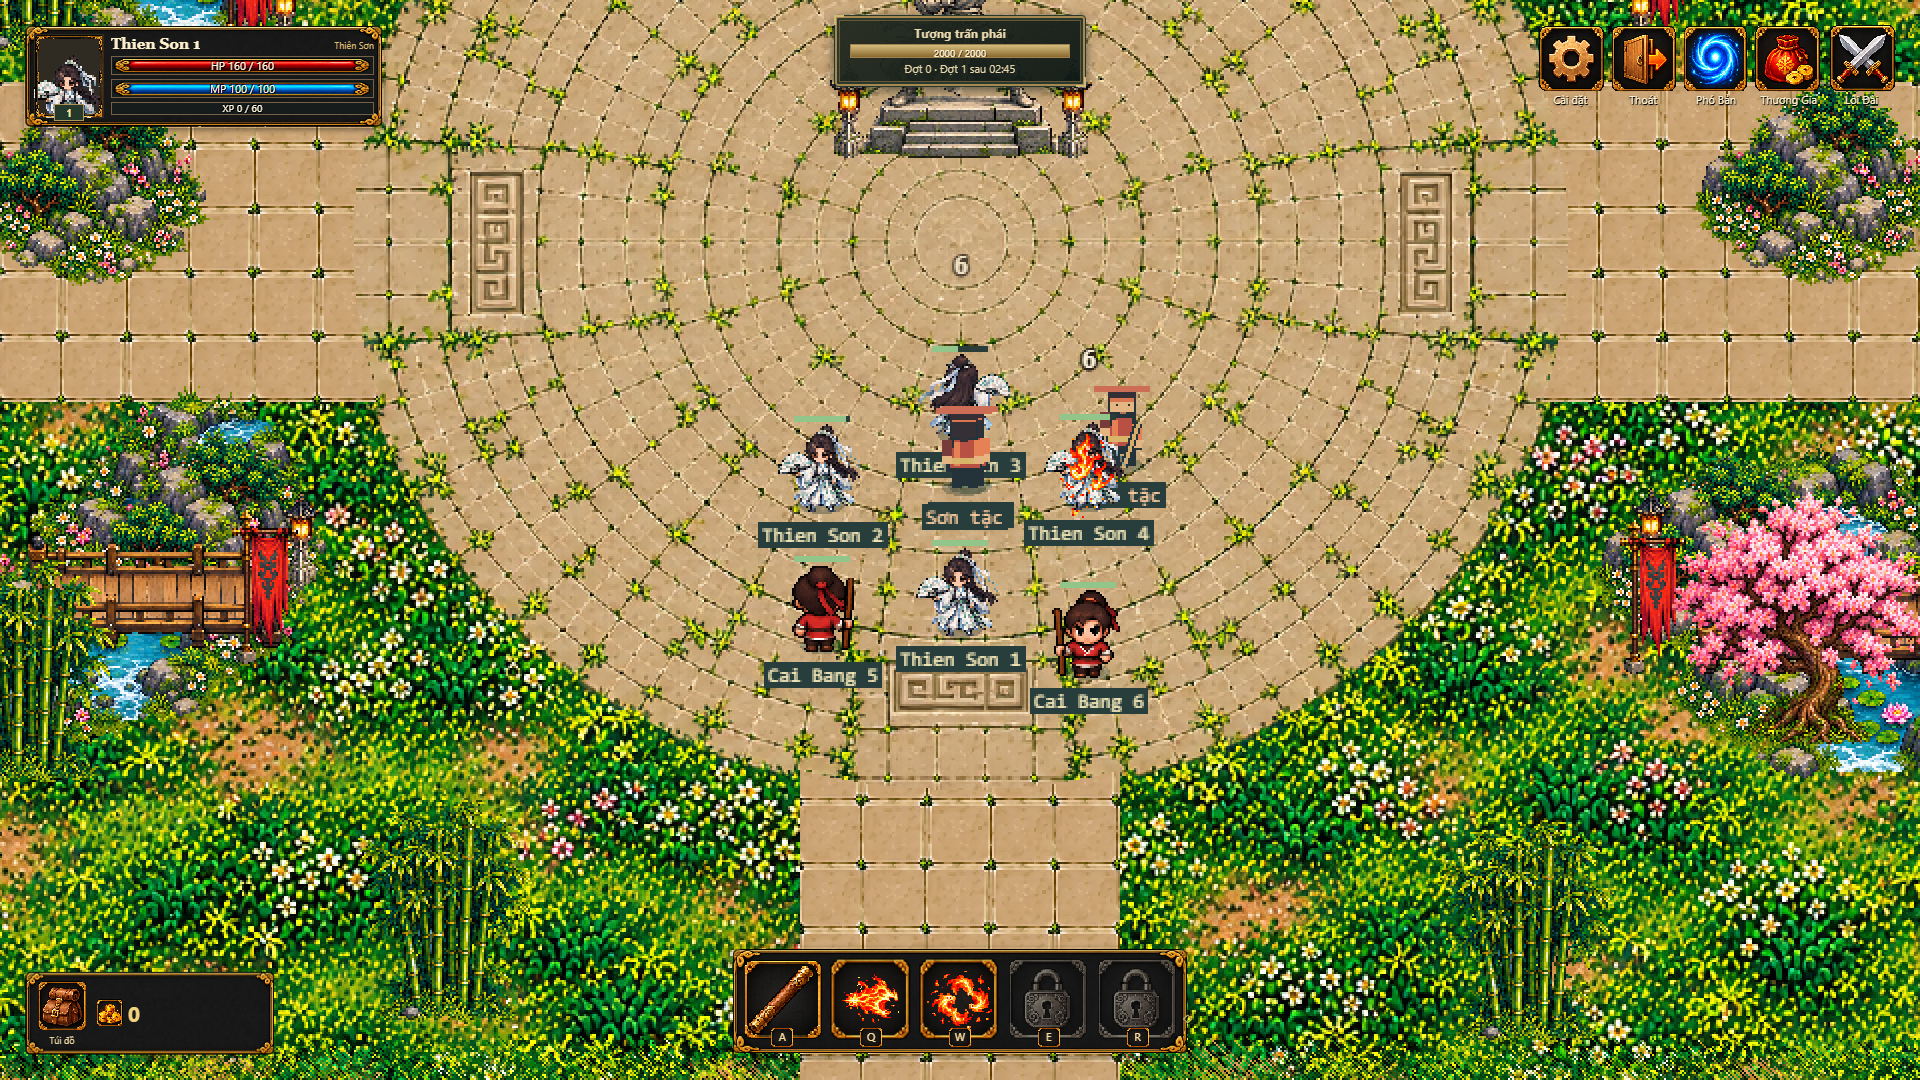 Thien Son 1
Thiên Sơn
HP 160 / 160
MP 100 / 100
XP 0 / 60
1
Tượng trấn phái
2000 / 2000
Đợt 0 · Đợt 1 sau 02:45
Cài đặt
Thoát
Phó Bản
Thương Gia
Lôi Đài
6
6
Thien Son 3
tặc
Sơn tặc
Thien Son 2
Thien Son 4
Thien Son 1
Cai Bang 5
Cai Bang 6
0
Túi đồ
A
Q
W
E
R